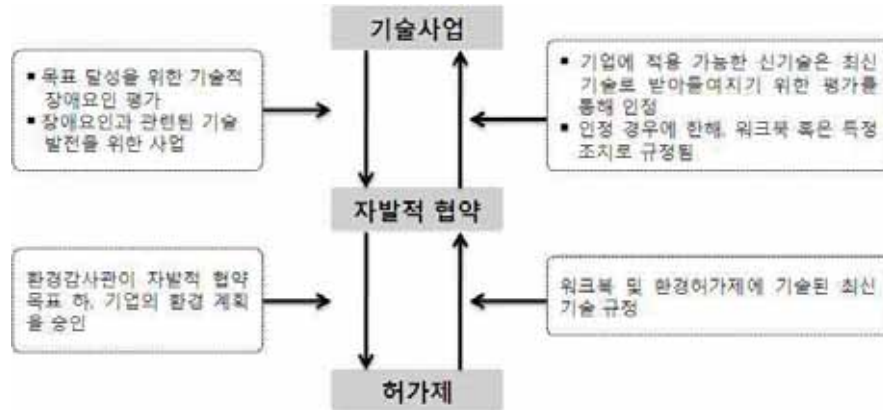 기술사업
▪ 목표 달성을 위한 기술적
장애요인 평가
▪ 장애요인과 관련된 기술
발전을 위한 사업
▪ 기업에 적용 가능한 신기술은 최신
기술로 받아들여지기 위한 평가를
통해 인정
▪ 인정 경우에 한해, 워크북 혹은 특정
조치로 규정됨
자발적 협약
환경감사관이 자발적 협약
목표 하, 기업의 환경 계획
을 승인
워크북 및 환경허가제에 기술된 최신
기술 규정
허가제